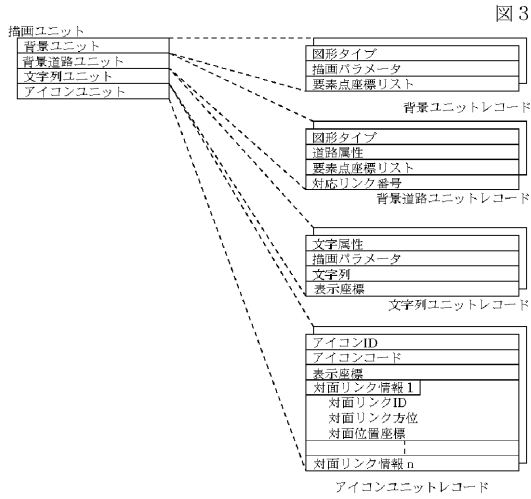 図3
描画ユニット
背景ユニット
背景道路ユニット
文字列ユニット
アイコンユニット
図形タイプ
描画パラメータ
要素点座標リスト
背景ユニットレコード
図形タイプ
道路属性
要素点座標リスト
対応リンク番号
背景道路ユニットレコード
文字属性
描画パラメータ
文字列
表示座標
文字列ユニットレコード
アイコンID
アイコンコード
表示座標
対面リンク情報1
対面リンクID
対面リンク方位
対面位置座標
対面リンク情報n
アイコンユニットレコード